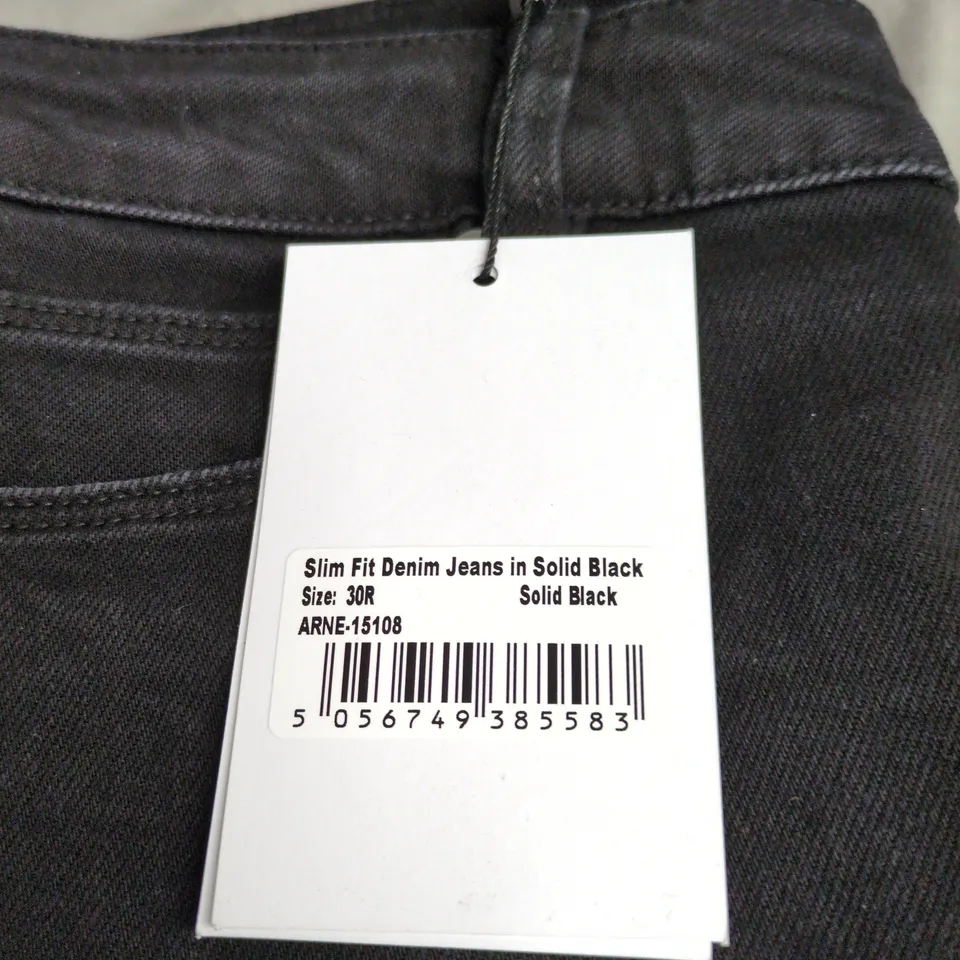 Slim Fit Denim Jeans in Solid Black
Size: 30R Solid Black
ARNE-15108
5 056749 385583